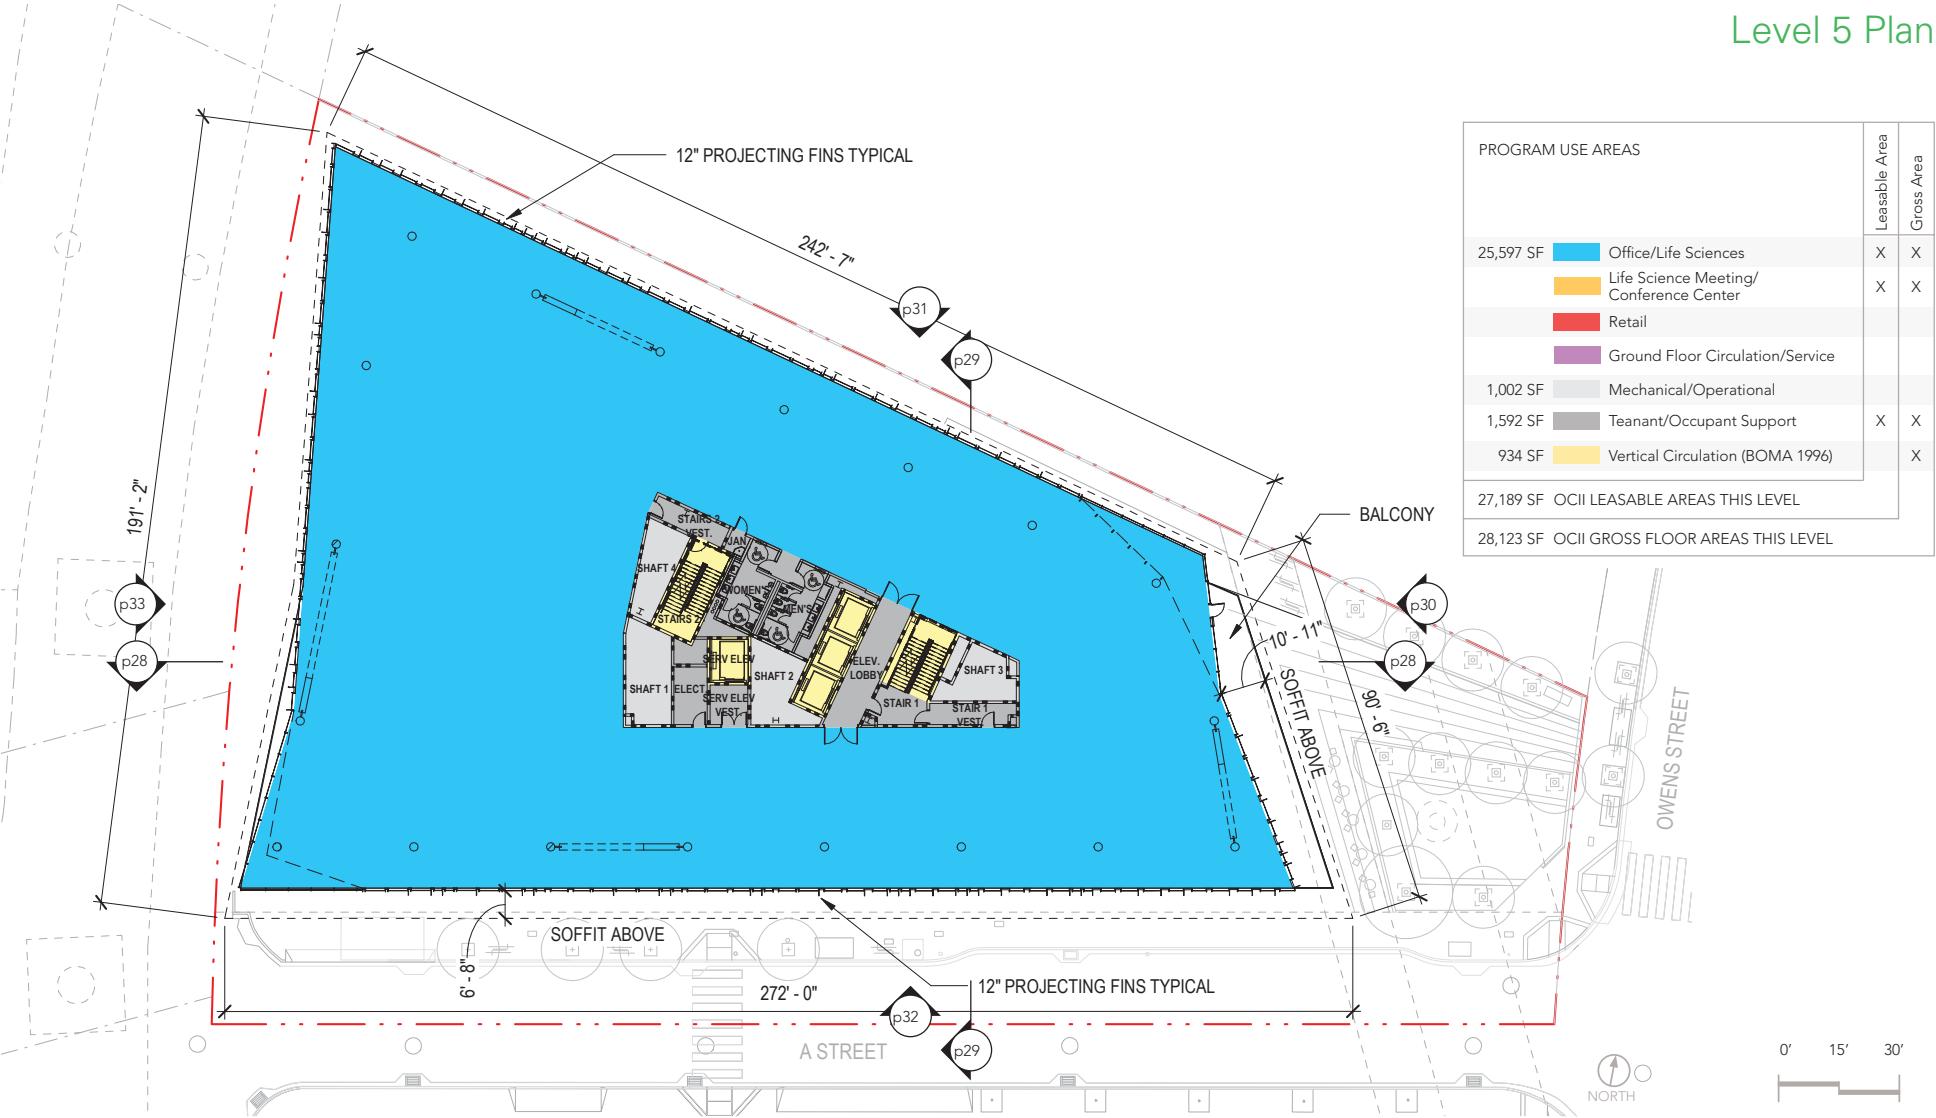 Level 5 Plan
PROGRAM USE AREAS
Leasable Area
Gross Area
25,597 SF Office/Life Sciences X X
Life Science Meeting/
Conference Center X X
Retail
Ground Floor Circulation/Service
1,002 SF Mechanical/Operational
1,592 SF Teanant/Occupant Support X X
934 SF Vertical Circulation (BOMA 1996) X
27,189 SF OCII LEASABLE AREAS THIS LEVEL
28,123 SF OCII GROSS FLOOR AREAS THIS LEVEL
12" PROJECTING FINS TYPICAL
242' - 7"
p31
p29
191' - 2"
BALCONY
p33
p28
p30
p28
10' - 11"
90' - 6"
SOFFIT ABOVE
OWENS STREET
STAIRS 2
VEST.
JAN
SHAFT 4
WOMEN'S
MEN'S
STAIRS 2
SERV ELEV
ELEV.
LOBBY
SHAFT 3
SHAFT 2
SHAFT 1
ELECT
SERV ELEV
VEST
STAIR 1
STAIR 1
VEST
SOFFIT ABOVE
6' - 8"
272' - 0"
12" PROJECTING FINS TYPICAL
p32
p29
A STREET
NORTH
0' 15' 30'